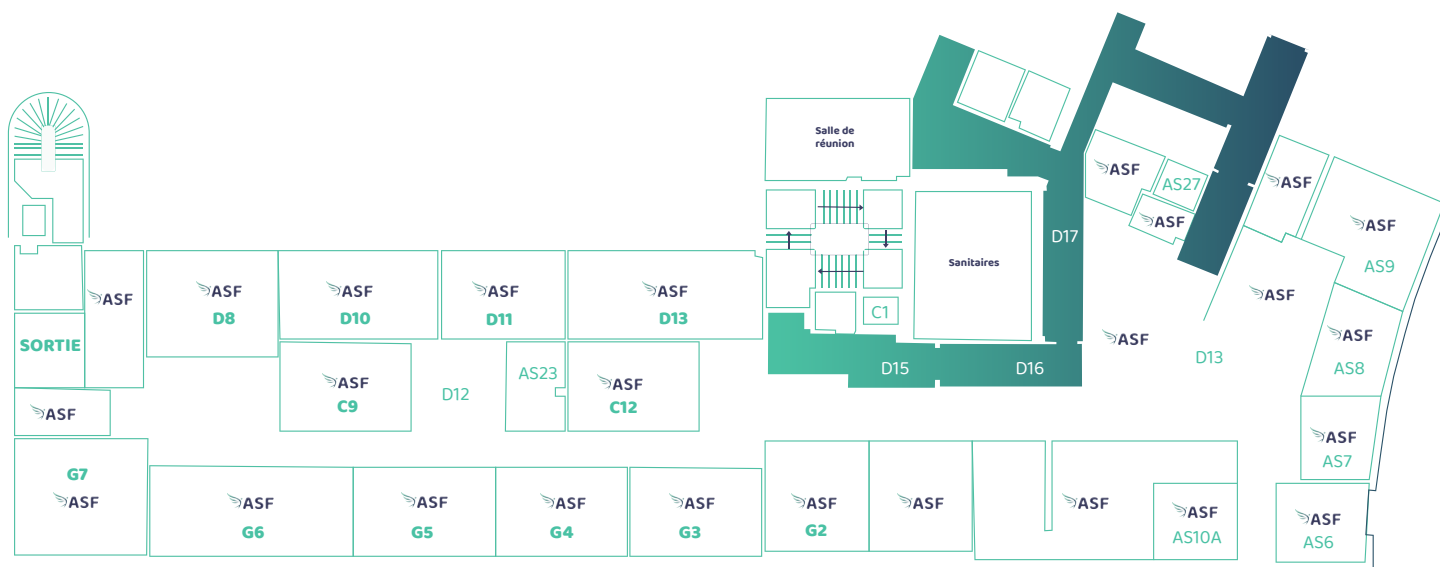 Salle de
réunion
ASF
AS27
ASF
ASF
ASF
AS9
D17
Sanitaires
ASF
ASF
D8
ASF
D10
ASF
D11
ASF
D13
C1
ASF
ASF
D13
ASF
AS8
SORTIE
D15
D16
ASF
C9
D12
AS23
ASF
C12
ASF
ASF
AS7
G7
ASF
ASF
G6
ASF
G5
ASF
G4
ASF
G3
ASF
G2
ASF
ASF
ASF
AS10A
ASF
AS6